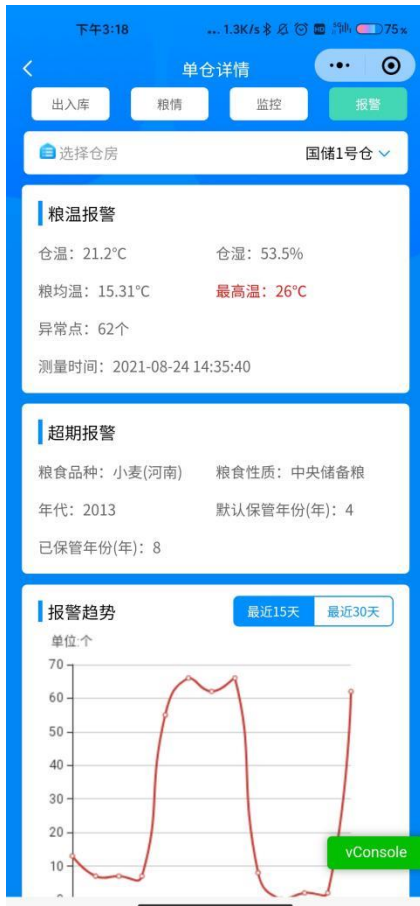 下午3:18
... 1.3K/s 75%
单仓详情
出入库 粮情 监控 报警
选择仓房 国储1号仓
粮温报警
仓温：21.2℃ 仓湿：53.5%
粮均温：15.31℃ 最高温：26℃
异常点：62个
测量时间：2021-08-24 14:35:40
超期报警
粮食品种：小麦(河南) 粮食性质：中央储备粮
年代：2013 默认保管年份(年)：4
已保管年份(年)：8
报警趋势 最近15天 最近30天
单位:个
70
60
50
40
30
20
vConsole
10